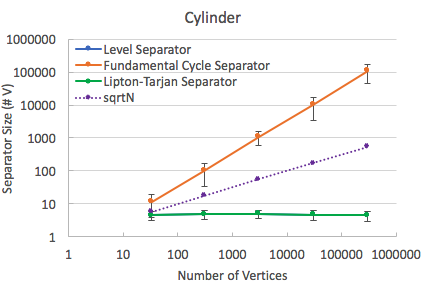 Cylinder
1000000
100000
10000
1000
100
10
1
Separator Size (# V)
Level Separator
Fundamental Cycle Separator
Lipton-Tarjan Separator
sqrtN
1 10 100 1000 10000 100000 1000000
Number of Vertices